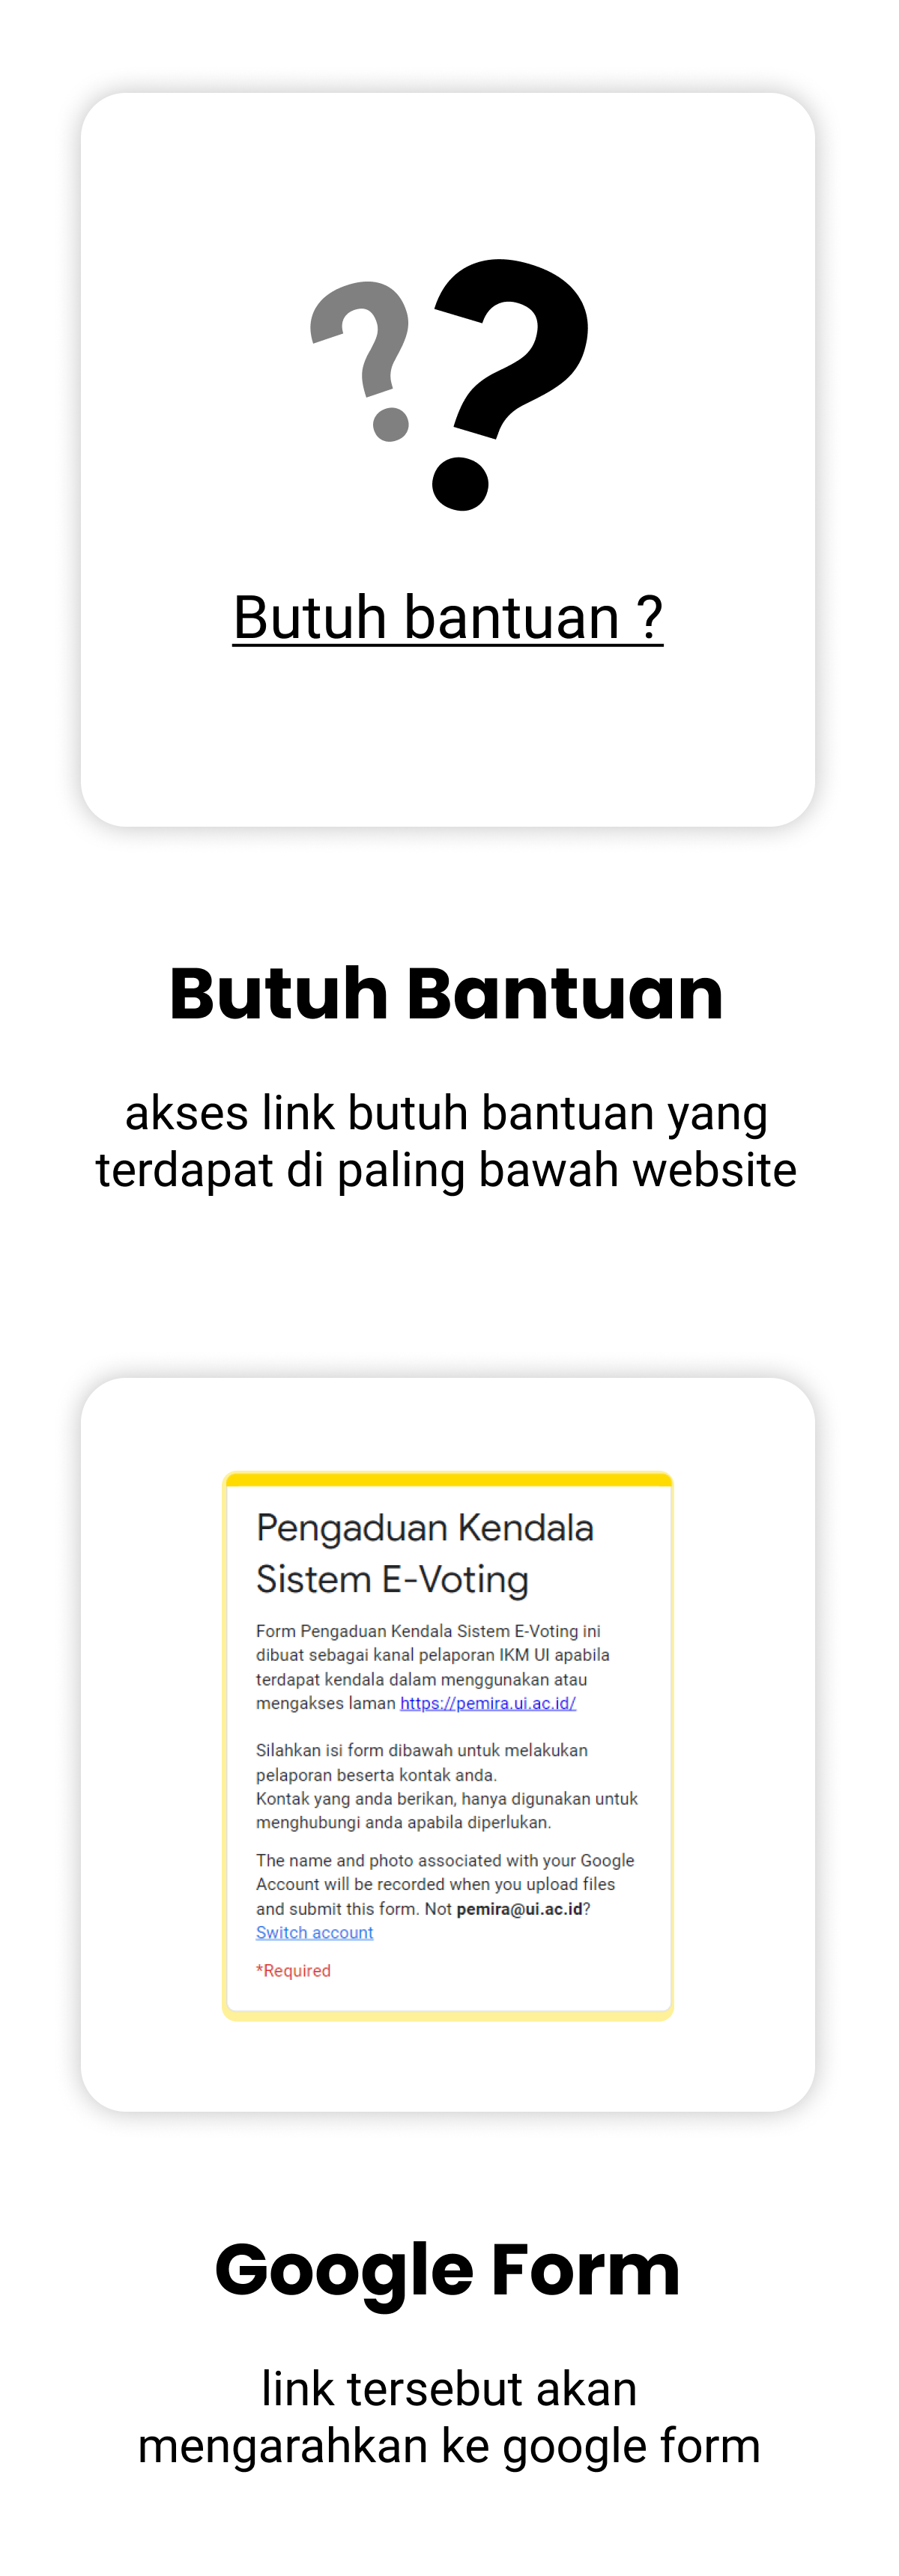 ??
Butuh bantuan ?
Butuh Bantuan
akses link butuh bantuan yang
terdapat di paling bawah website
Pengaduan Kendala
Sistem E-Voting
Form Pengaduan Kendala Sistem E-Voting ini
dibuat sebagai kanal pelaporan IKM UI apabila
terdapat kendala dalam menggunakan atau
mengakses laman https://pemira.ui.ac.id/
Silahkan isi form dibawah untuk melakukan
pelaporan beserta kontak anda.
Kontak yang anda berikan, hanya digunakan untuk
menghubungi anda apabila diperlukan.
The name and photo associated with your Google
Account will be recorded when you upload files
and submit this form. Not pemira@ui.ac.id?
Switch account
*Required
Google Form
link tersebut akan
mengarahkan ke google form